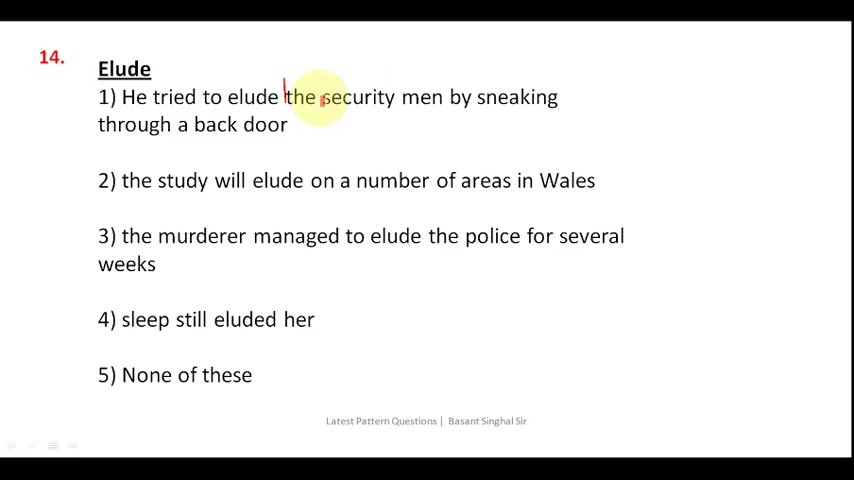 14.
Elude
1) He tried to elude the security men by sneaking
through a back door
2) the study will elude on a number of areas in Wales
3) the murderer managed to elude the police for several
weeks
4) sleep still eluded her
5) None of these
Latest Pattern Questions | Basant Singhal Sir